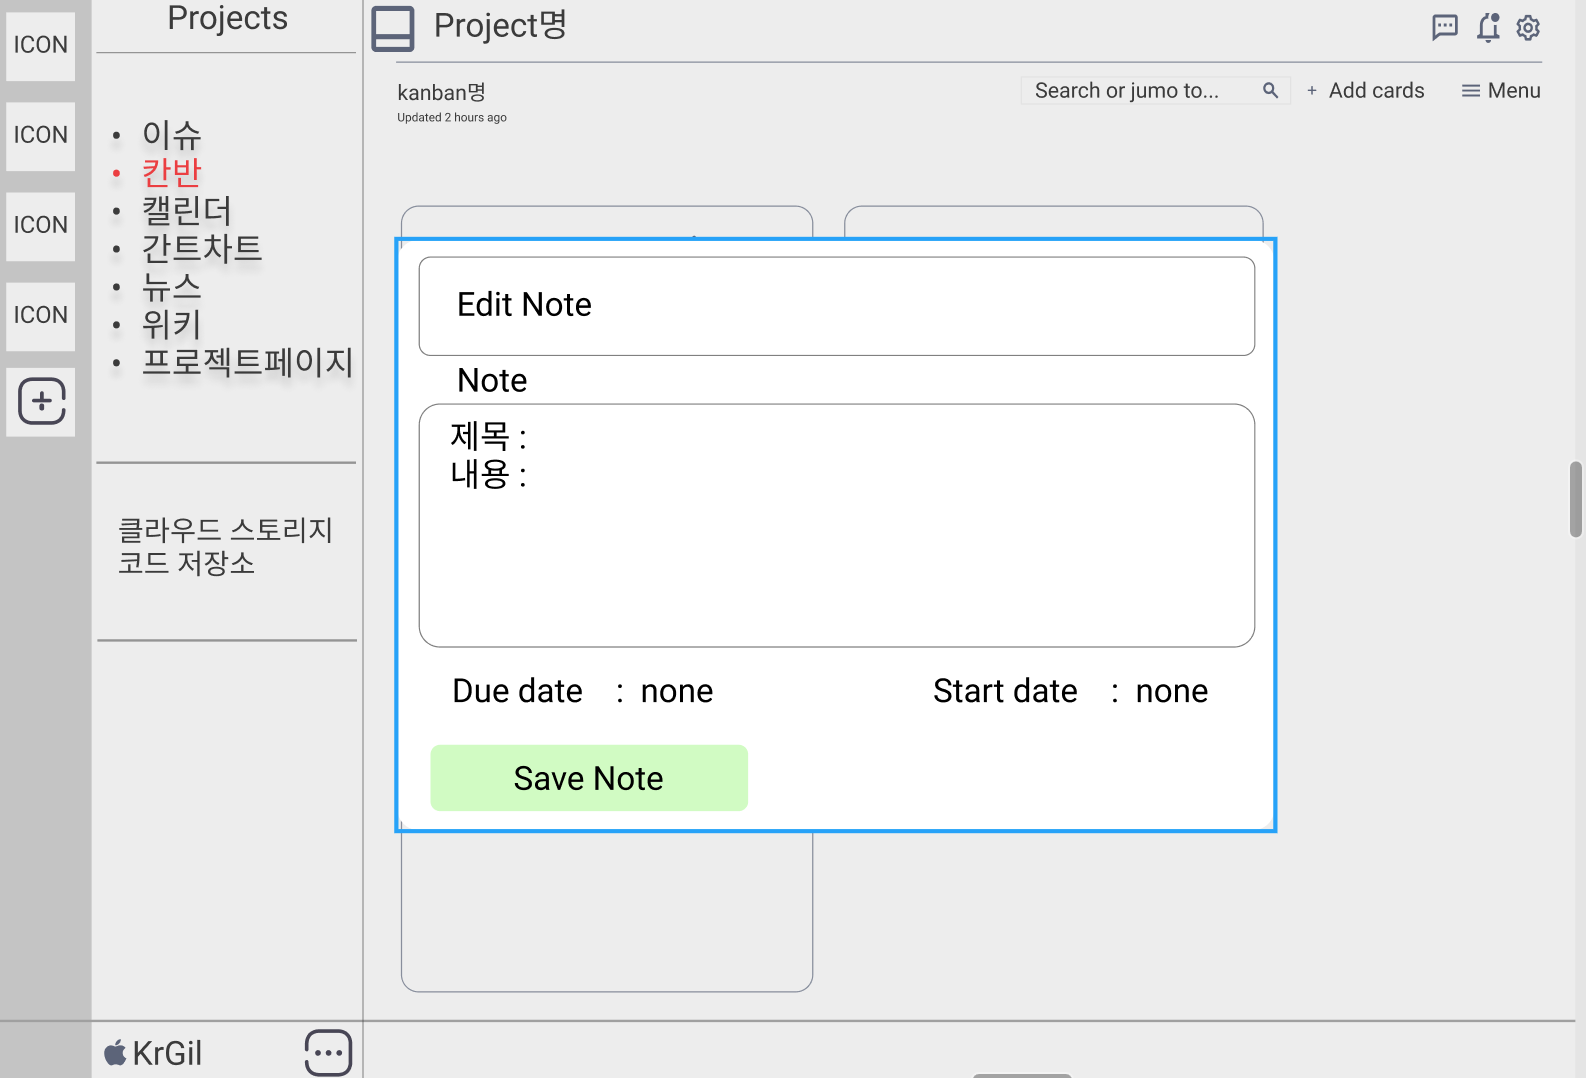 ICON
ICON
ICON
ICON
Projects
• 이슈
• 칸반
• 캘린더
• 간트차트
• 뉴스
• 위키
• 프로젝트페이지
클라우드 스토리지
코드 저장소
KrGil
Project명
kanban명
Updated 2 hours ago
Search or jumo to...
+ Add cards
Menu
Edit Note
Note
제목 :
내용 :
Due date : none
Start date : none
Save Note